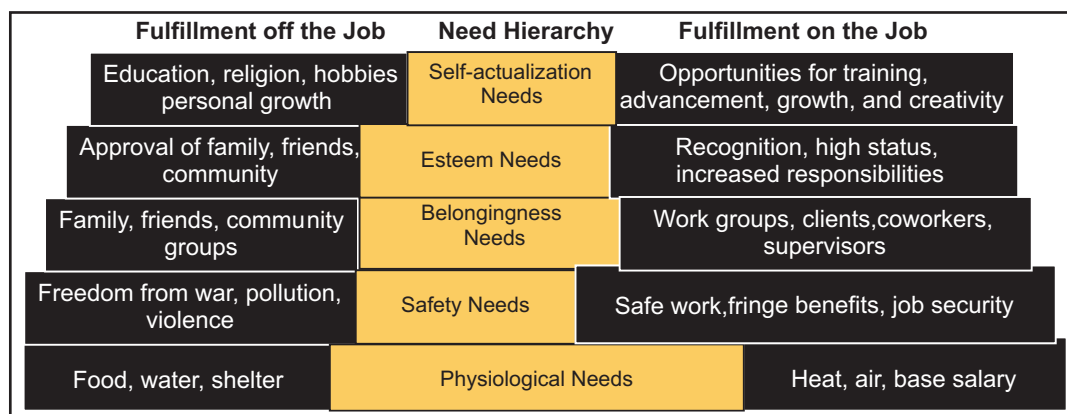 Fulfillment off the Job Need Hierarchy Fulfillment on the Job
Education, religion, hobbies
personal growth
Self-actualization
Needs
Opportunities for training,
advancement, growth, and creativity
Approval of family, friends,
community
Esteem Needs
Recognition, high status,
increased responsibilities
Family, friends, community
groups
Belongingness
Needs
Work groups, clients,coworkers,
supervisors
Freedom from war, pollution,
violence
Safety Needs
Safe work,fringe benefits, job security
Food, water, shelter
Physiological Needs
Heat, air, base salary